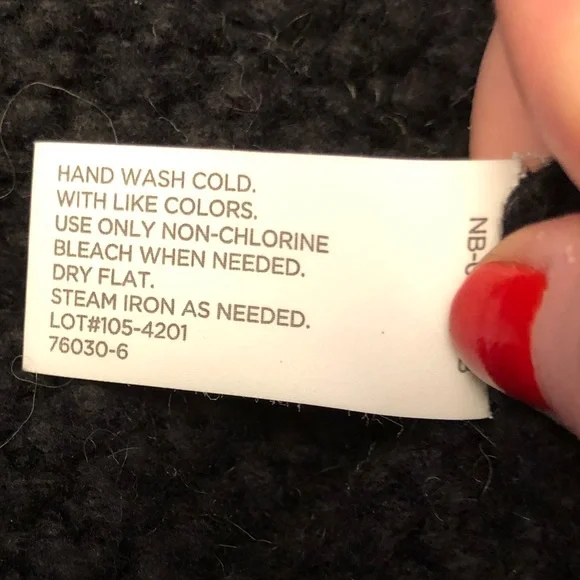 HAND WASH COLD.
WITH LIKE COLORS.
USE ONLY NON-CHLORINE
BLEACH WHEN NEEDED.
DRY FLAT.
STEAM IRON AS NEEDED.
LOT#105-4201
76030-6